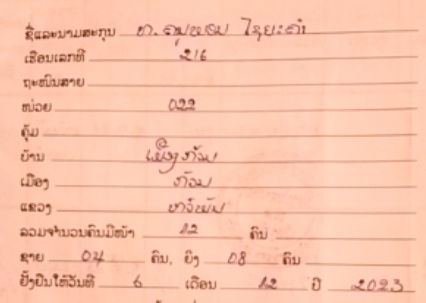 ຊື່ແລະນາມສະກຸນ ທ. ຄຸນທອມ ໄຊຍະຄຳ
ເຮືອນເລກທີ 216
ຖະໜົນສາຍ
ໜ່ວຍ 022
ຄຸ້ມ
ບ້ານ ເມືອງກ້ວນ
ເມືອງ ກ້ວນ
ແຂວງ ຫົວພັນ
ລວມຈຳນວນຄົນມີໜ້າ 12 ຄົນ
ຊາຍ 04 ຄົນ, ຍິງ 08 ຄົນ
ຢັ້ງຢືນໃຫ້ວັນທີ 6 ເດືອນ 12 ປີ 2023